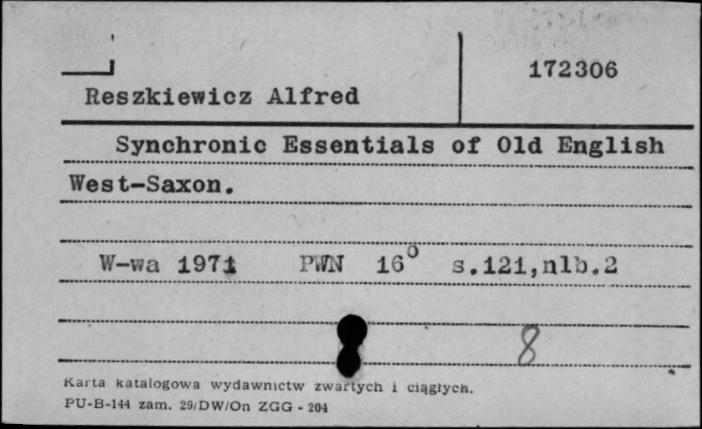 172306
Reszkiewicz Alfred
Synchronic Essentials of Old English
West-Saxon.
W-wa 1971 PWN 16° s.121,nlb.2
8
Karta katalogowa wydawnictw zwartych i ciągłych.
PU-B-144 zam. 29/DW/On ZGG - 204